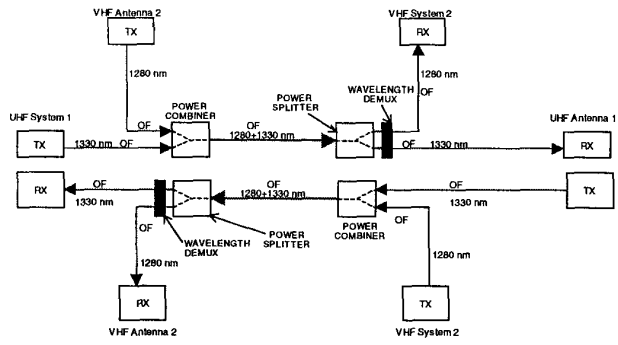 VHF Antenna 2
VHF System 2
TX
RX
1280 nm
1280 nm
POWER SPLITTER
WAVELENGTH DEMUX
OF
UHF System 1
OF
POWER COMBINER
OF
UHF Antenna 1
TX
1330 nm
OF
1280+1330 nm
OF
1330 nm
RX
RX
OF
1330 nm
OF
1280+1330 nm
OF
1330 nm
TX
OF
POWER COMBINER
OF
WAVELENGTH DEMUX
POWER SPLITTER
1280 nm
1280 nm
RX
TX
VHF Antenna 2
VHF System 2